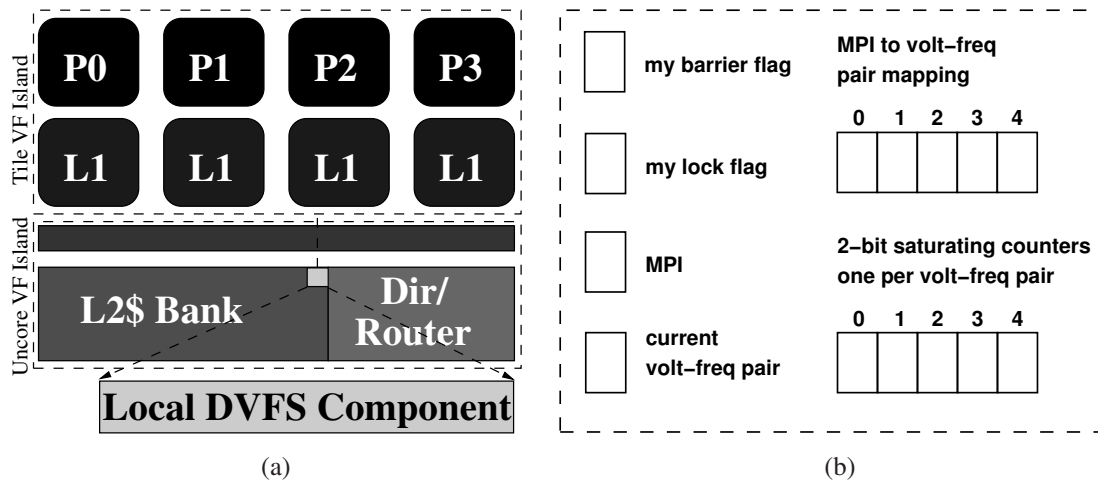 Tile VF Island
P0 P1 P2 P3
L1 L1 L1 L1
Uncore VF Island
L2$ Bank
Dir/
Router
Local DVFS Component
(a)
my barrier flag
my lock flag
MPI
current
volt-freq pair
MPI to volt-freq
pair mapping
0 1 2 3 4
2-bit saturating counters
one per volt-freq pair
0 1 2 3 4
(b)